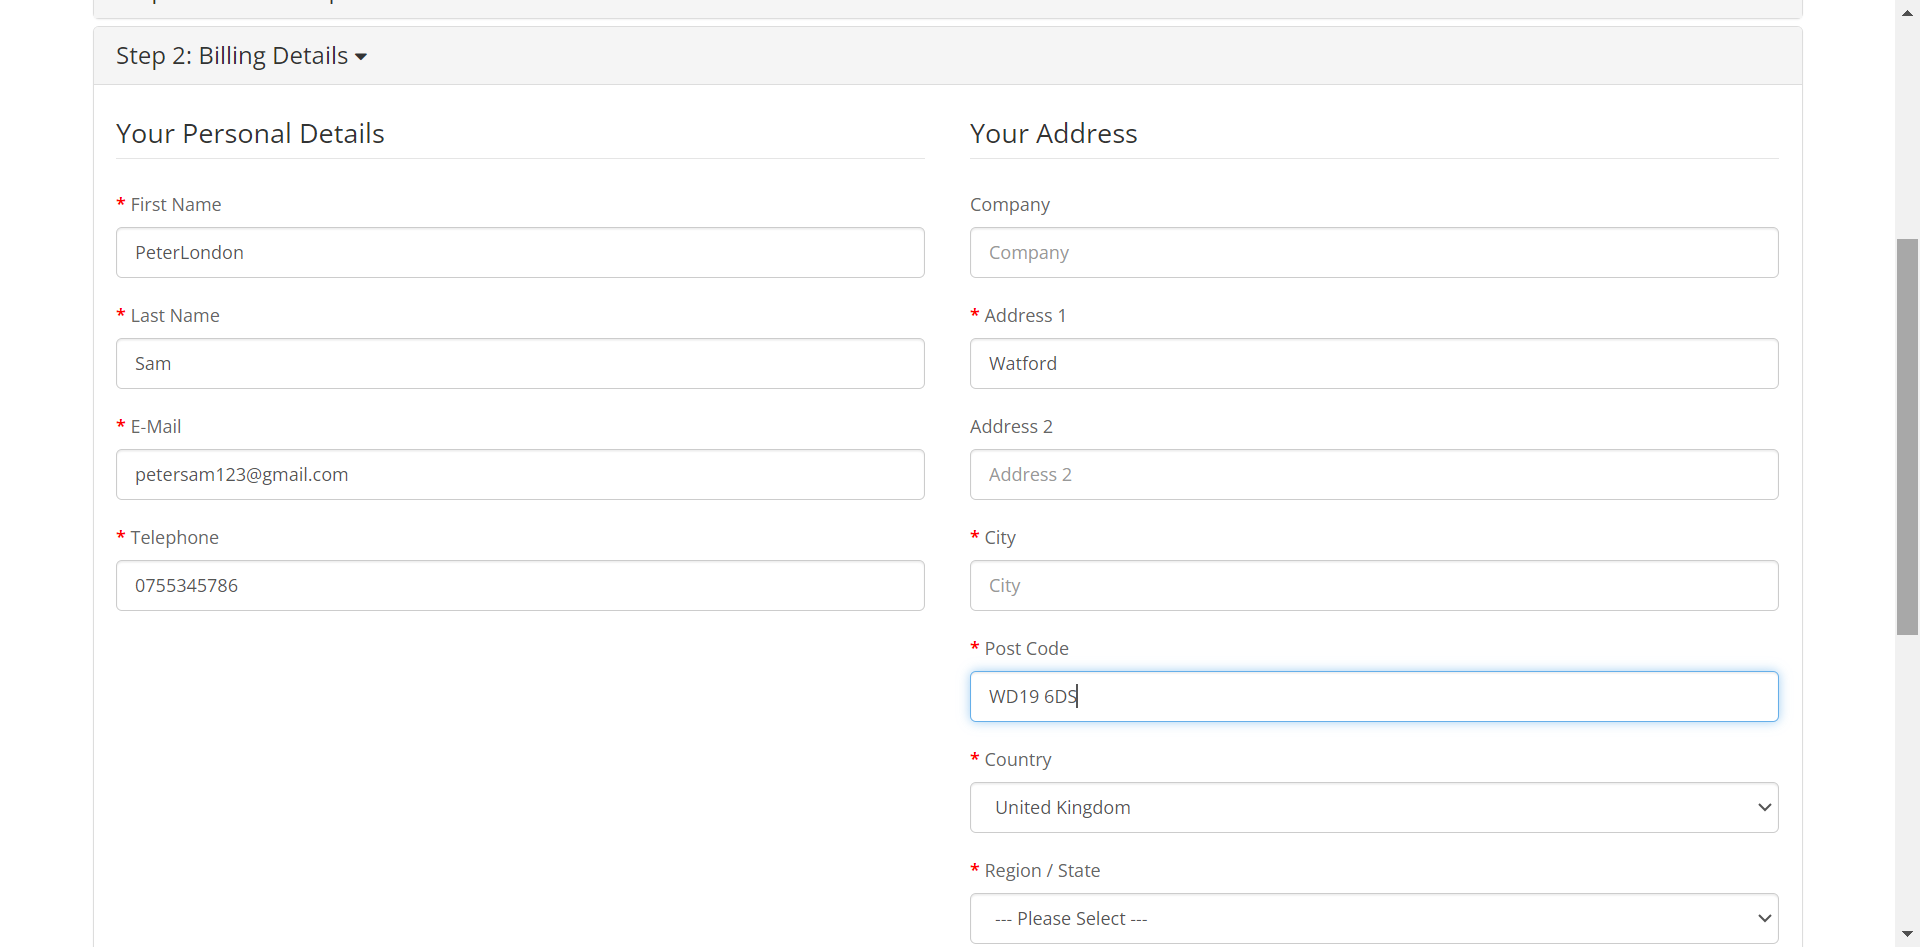 Step 2: Billing Details
Your Personal Details
* First Name
PeterLondon
* Last Name
Sam
* E-Mail
petersam123@gmail.com
* Telephone
0755345786
Your Address
Company
Company
* Address 1
Watford
Address 2
Address 2
* City
City
* Post Code
WD19 6DS
* Country
United Kingdom
* Region / State
--- Please Select ---